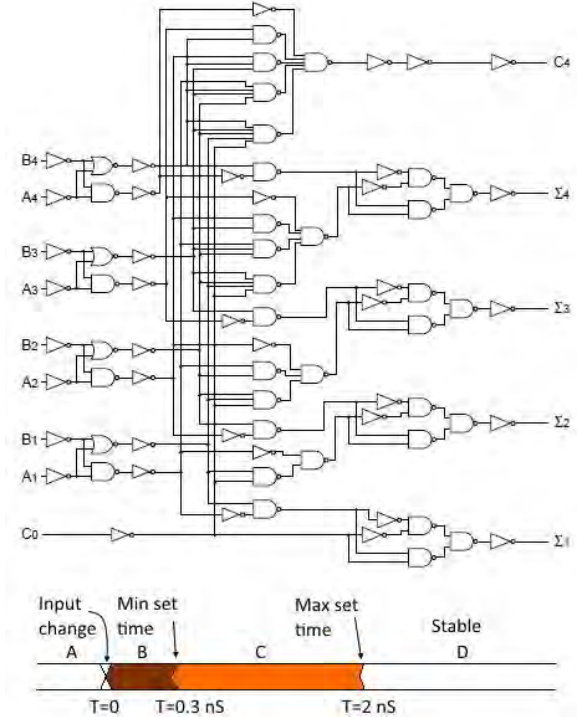 C4
B4
A4
Σ4
B3
A3
Σ3
B2
A2
Σ2
B1
A1
C0
Σ1
Input change
Min set time
Max set time
Stable
A
B
C
D
T=0
T=0.3 nS
T=2 nS